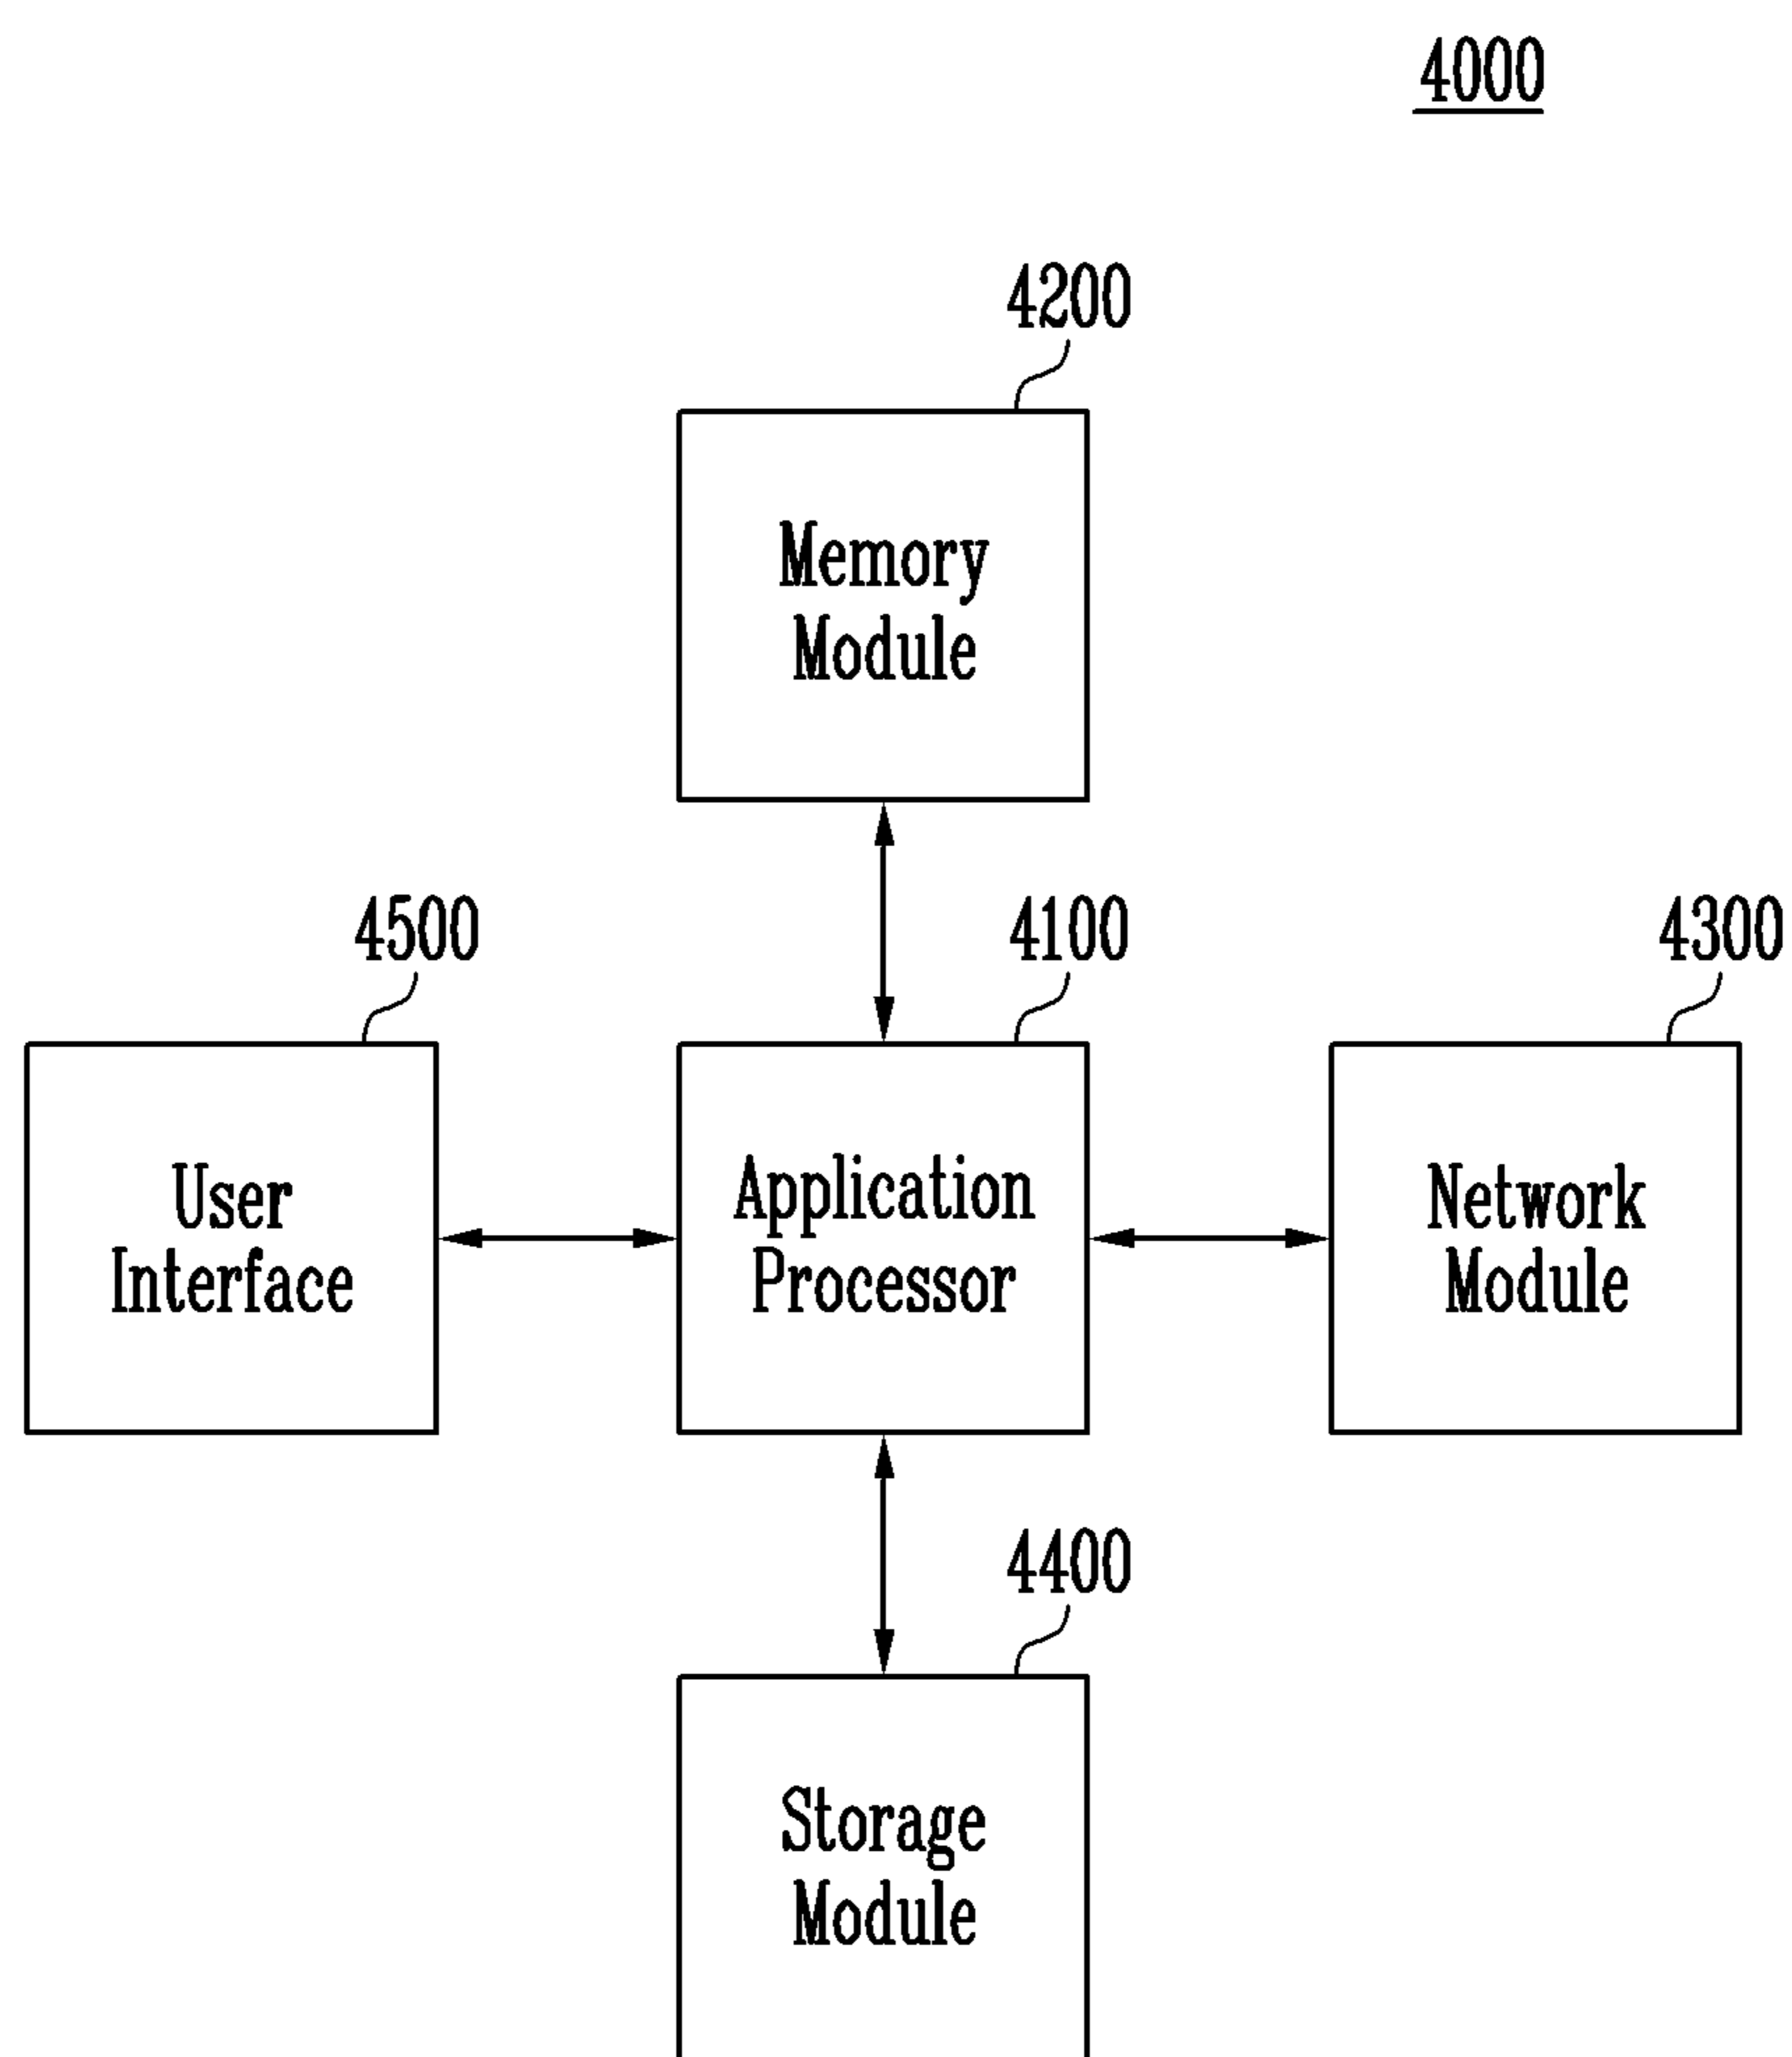 4000
4200
Memory
Module
4500
4100
4300
User
Interface
Application
Processor
Network
Module
4400
Storage
Module